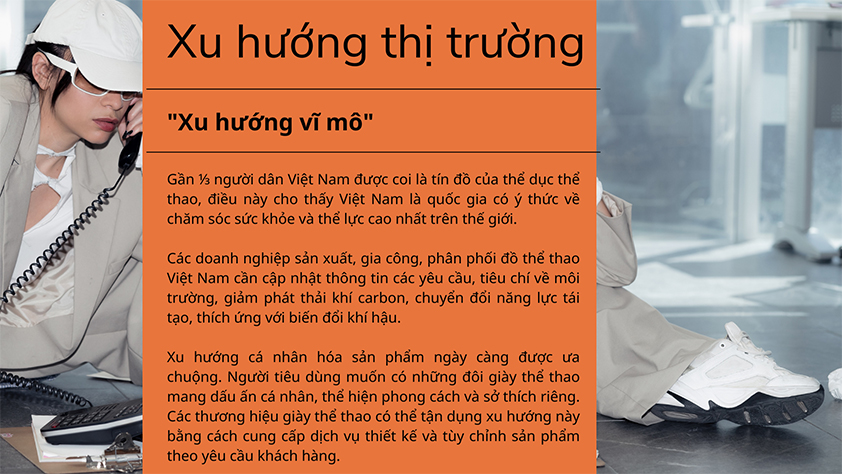 Xu hướng thị trường
"Xu hướng vĩ mô"
Gần ⅓ người dân Việt Nam được coi là tín đồ của thể dục thể
thao, điều này cho thấy Việt Nam là quốc gia có ý thức về
chăm sóc sức khỏe và thể lực cao nhất trên thế giới.
Các doanh nghiệp sản xuất, gia công, phân phối đồ thể thao
Việt Nam cần cập nhật thông tin các yêu cầu, tiêu chí về môi
trường, giảm phát thải khí carbon, chuyển đổi năng lực tái
tạo, thích ứng với biến đổi khí hậu.
Xu hướng cá nhân hóa sản phẩm ngày càng được ưa
chuộng. Người tiêu dùng muốn có những đôi giày thể thao
mang dấu ấn cá nhân, thể hiện phong cách và sở thích riêng.
Các thương hiệu giày thể thao có thể tận dụng xu hướng này
bằng cách cung cấp dịch vụ thiết kế và tùy chỉnh sản phẩm
theo yêu cầu khách hàng.